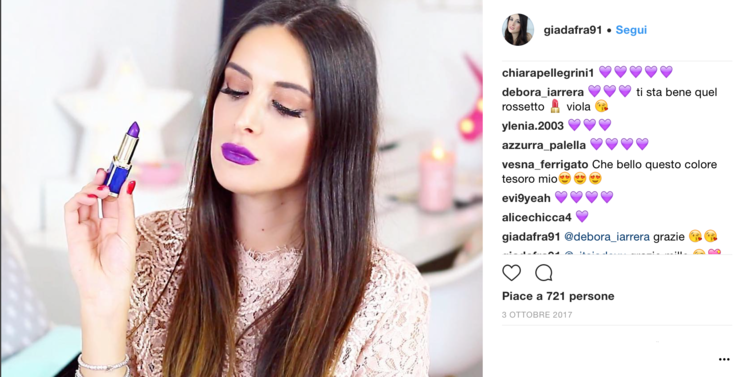 giadafra91 • Segui
chiarapellegrini1 💜💜💜💜💜
debora_iarrera 💜💜💜 ti sta bene quel
rossetto 💄 viola 😘
ylenia.2003 💜💜💜
azzurra_palella 💜💜💜💜
vesna_ferrigato Che bello questo colore
tesoro mio😍😍😍
evi9yeah 💜💜💜💜
alicechicca4 💜
giadafra91 @debora_iarrera grazie 😘😘
giadafra91
Piace a 721 persone
3 OTTOBRE 2017